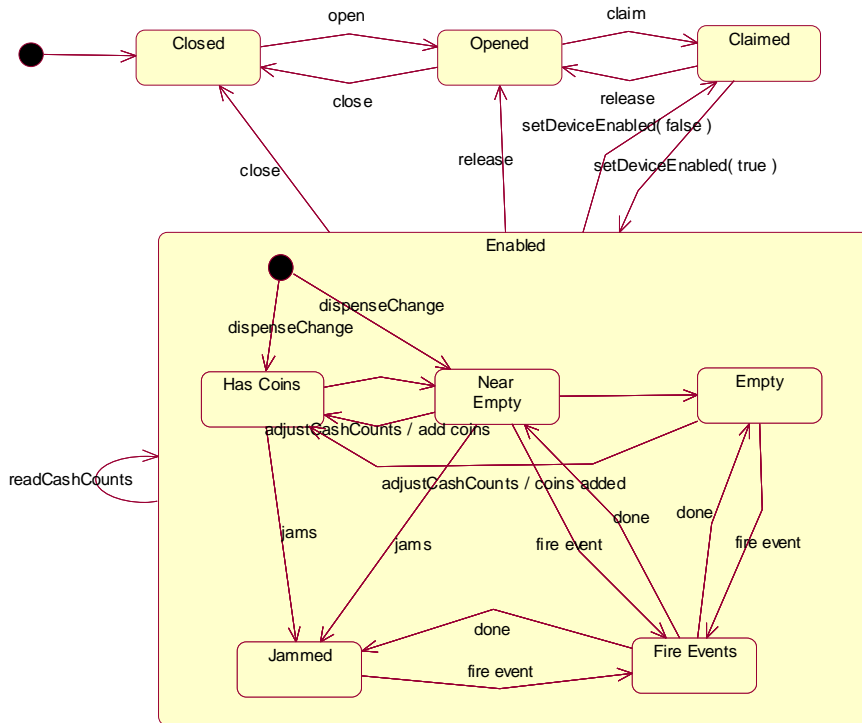 open
claim
Closed
Opened
Claimed
close
release
setDeviceEnabled( false )
close
release
setDeviceEnabled( true )
Enabled
dispenseChange
dispenseChange
Has Coins
Near
Empty
Empty
adjustCashCounts / add coins
readCashCounts
adjustCashCounts / coins added
jams
jams
done
done
fire event
fire event
done
Jammed
fire event
Fire Events